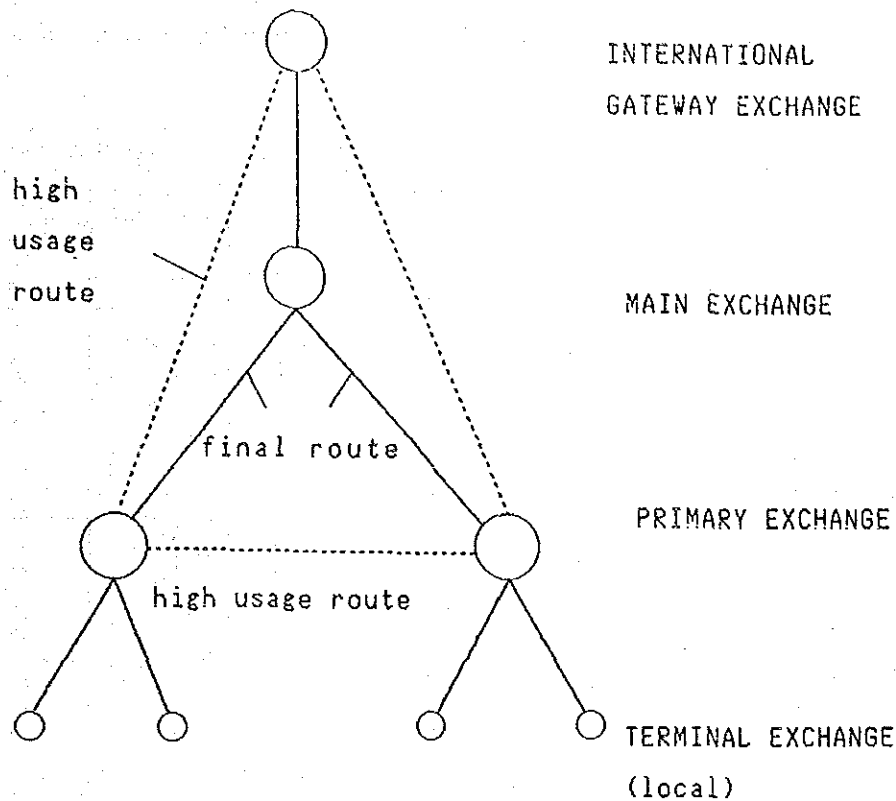 INTERNATIONAL
GATEWAY EXCHANGE
high
usage
route
MAIN EXCHANGE
final route
PRIMARY EXCHANGE
high usage route
TERMINAL EXCHANGE
(local)